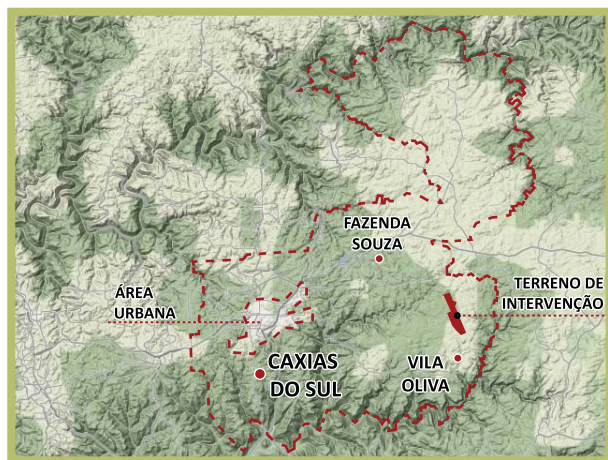 FAZENDA
SOUZA
TERRENO DE
INTERVENÇÃO
ÁREA
URBANA
CAXIAS
DO SUL
VILA
OLIVA